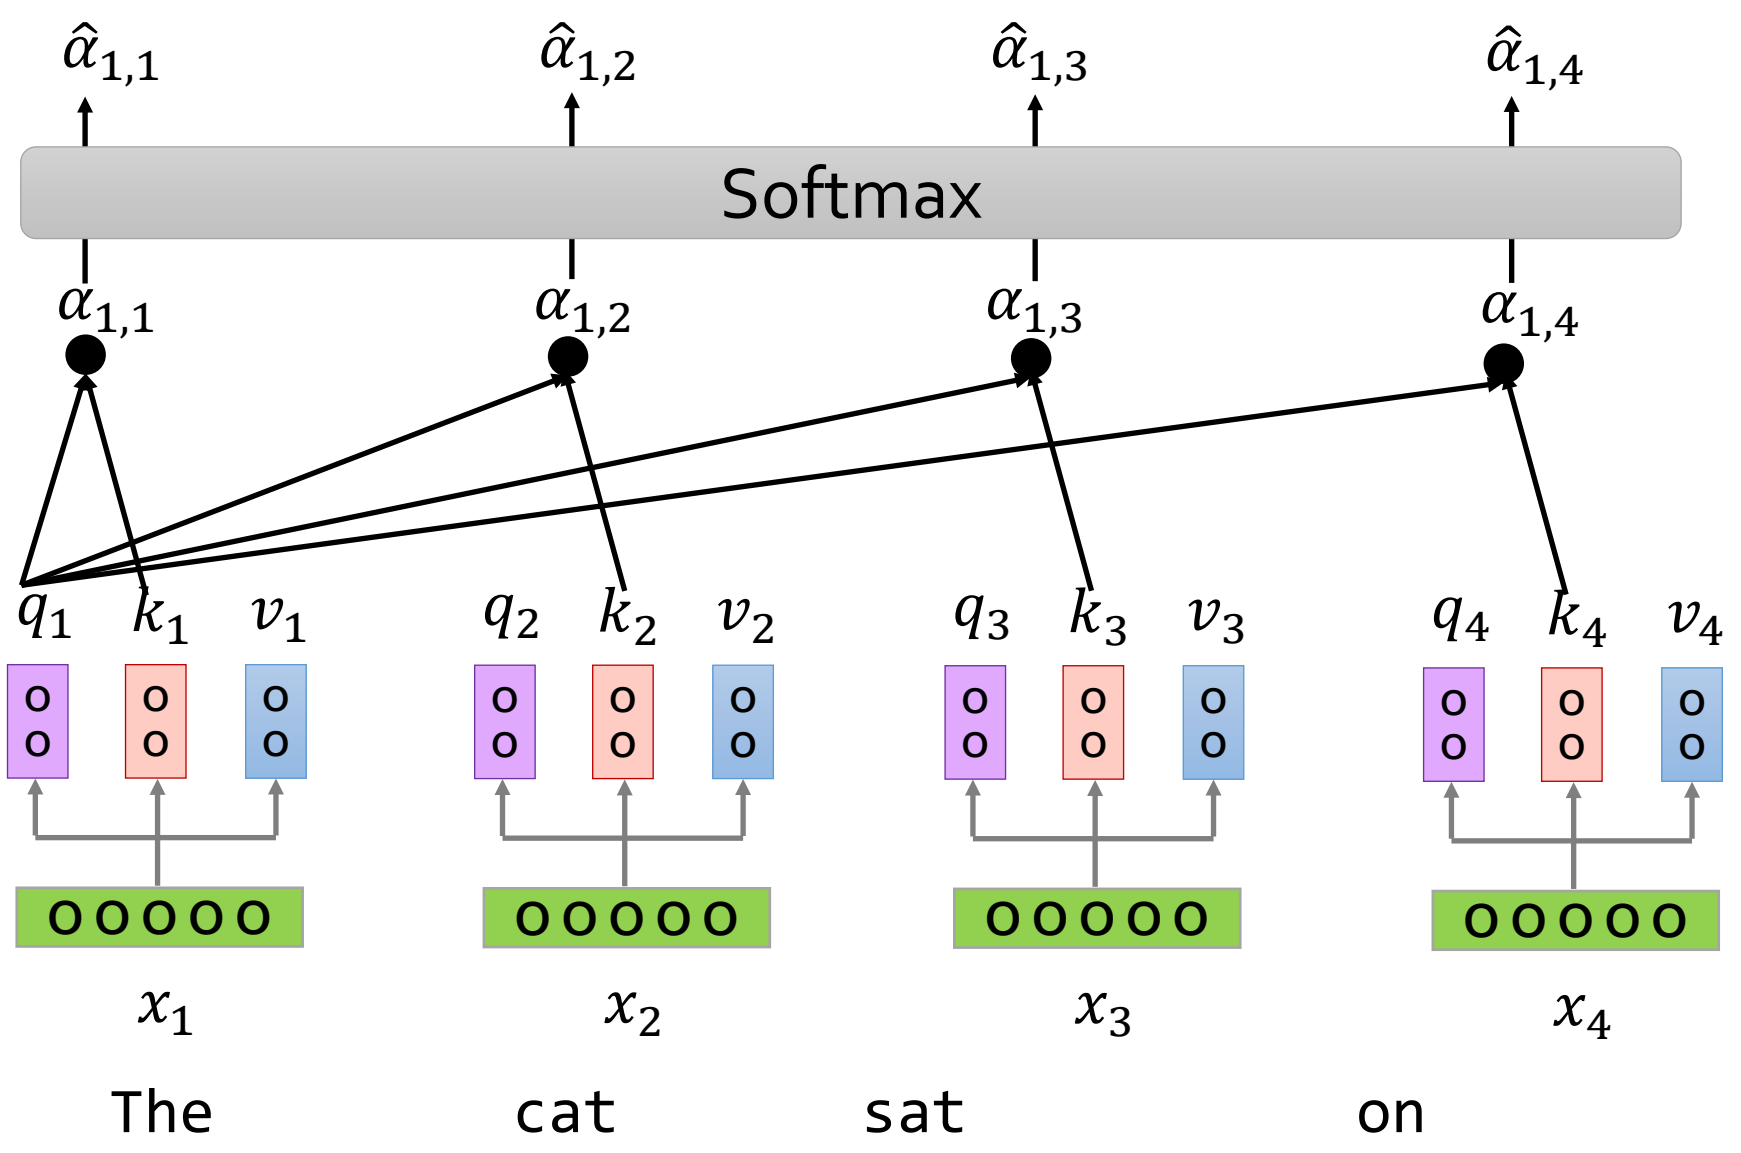 α̂₁,₁ α̂₁,₂ α̂₁,₃ α̂₁,₄
Softmax
α₁,₁ α₁,₂ α₁,₃ α₁,₄
q₁ k₁ v₁ q₂ k₂ v₂ q₃ k₃ v₃ q₄ k₄ v₄
o o o o o o o o o o o o
o o o o o o o o o o o o
o o o o o o o o o o o o o o o o o o o o
x₁ x₂ x₃ x₄
The cat sat on